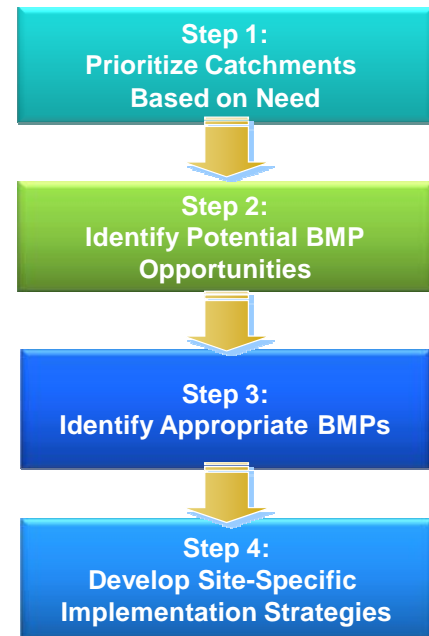 Step 1:
Prioritize Catchments
Based on Need
Step 2:
Identify Potential BMP
Opportunities
Step 3:
Identify Appropriate BMPs
Step 4:
Develop Site-Specific
Implementation Strategies